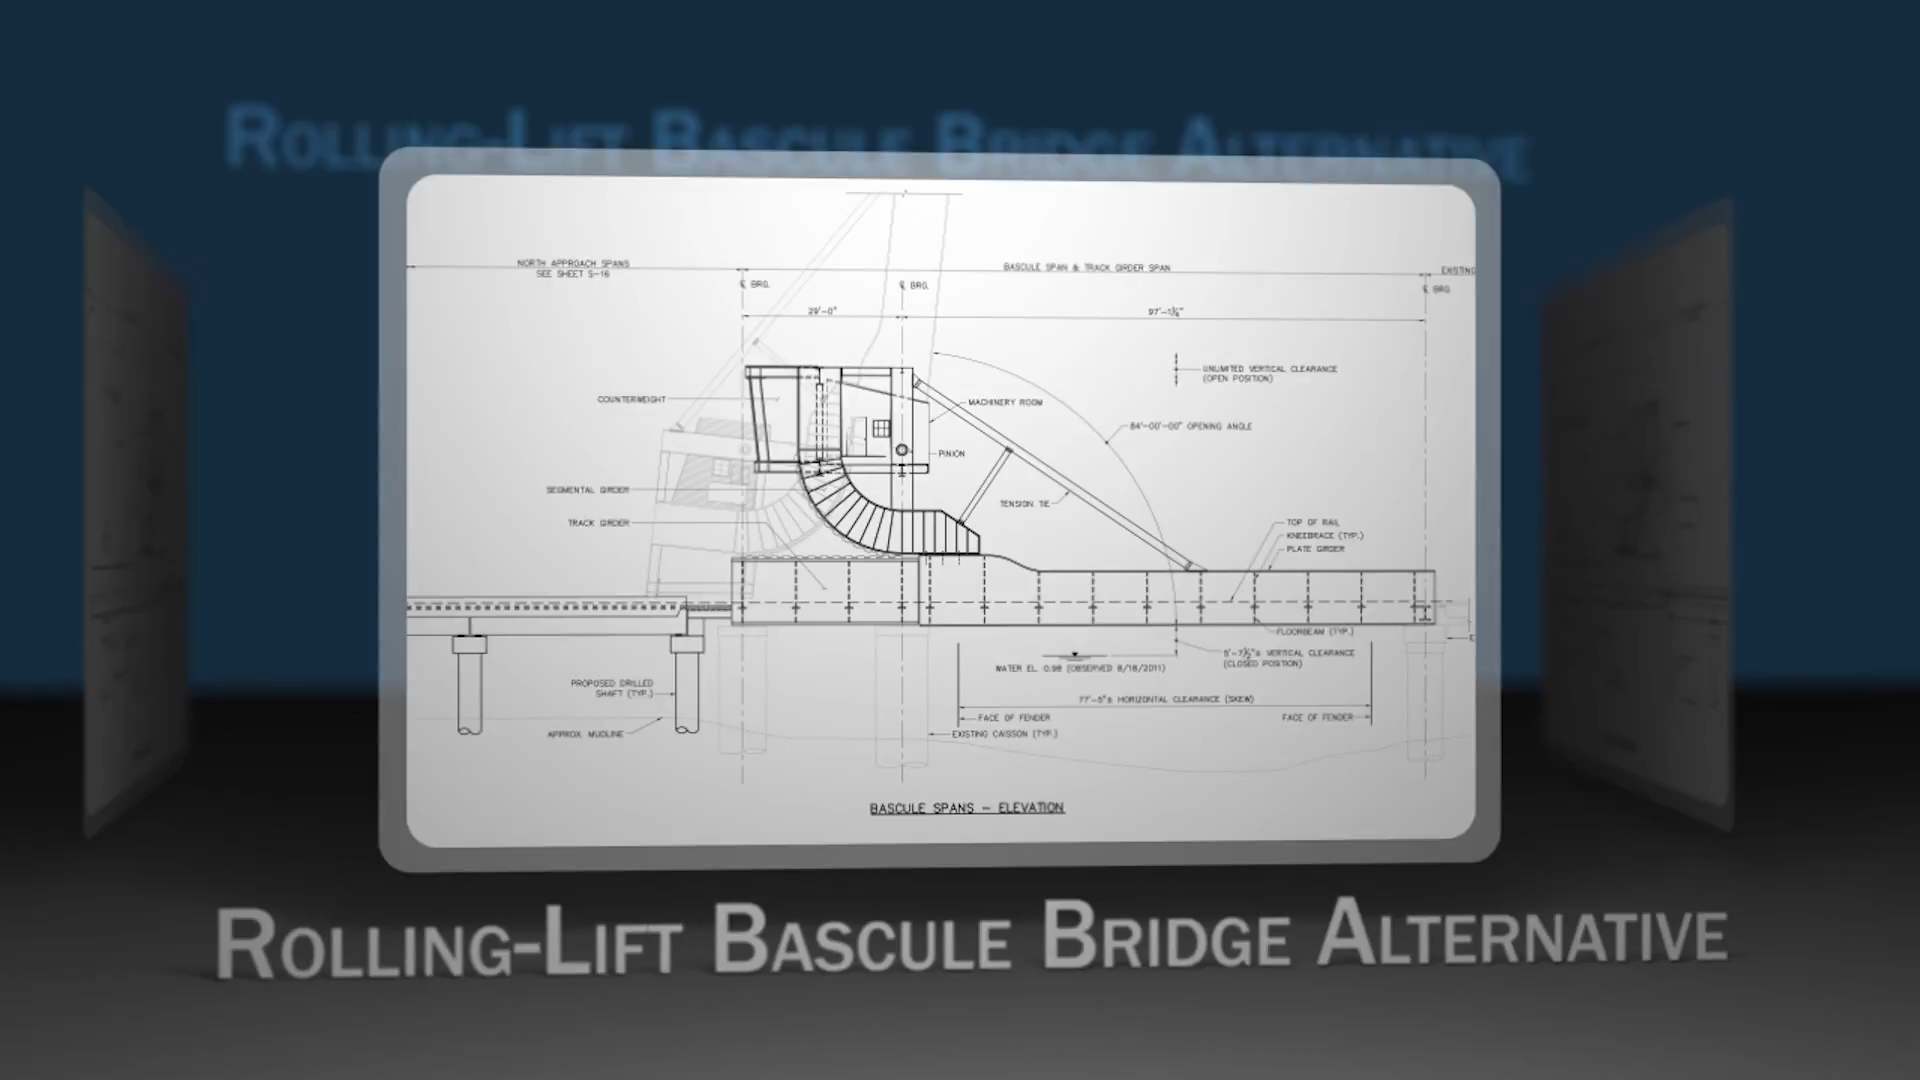 ROLLING-LIFT BASCULE BRIDGE ALTERNATIVE
NORTH APPROACH SPANS
SEE SHEET S-16
BASCULE SPAN & TRACK GIRDER SPAN
EXISTING
℄ BRG.
℄ BRG.
℄ BRG.
29'-0"
97'-1¾"
UNLIMITED VERTICAL CLEARANCE
(OPEN POSITION)
COUNTERWEIGHT
MACHINERY ROOM
84°-00'-00" OPENING ANGLE
PINION
SEGMENTAL GIRDER
TENSION TIE
TRACK GIRDER
TOP OF RAIL
KNEEBRACE (TYP.)
PLATE GIRDER
FLOORBEAM (TYP.)
E
WATER EL. 0.98 (OBSERVED 8/18/2011)
5'-7½"± VERTICAL CLEARANCE
(CLOSED POSITION)
PROPOSED DRILLED
SHAFT (TYP.)
77'-5"± HORIZONTAL CLEARANCE (SKEW)
FACE OF FENDER
FACE OF FENDER
APPROX. MUDLINE
EXISTING CAISSON (TYP.)
BASCULE SPANS - ELEVATION
ROLLING-LIFT BASCULE BRIDGE ALTERNATIVE